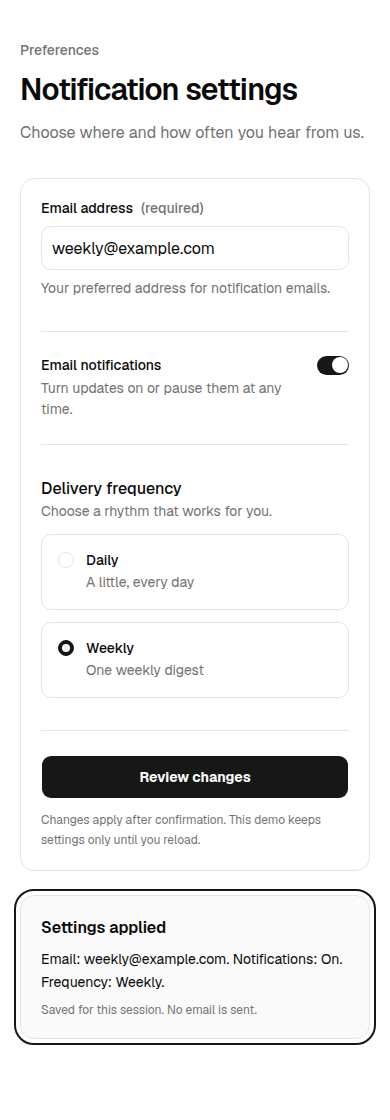 Preferences
Notification settings
Choose where and how often you hear from us.
Email address (required)
weekly@example.com
Your preferred address for notification emails.
Email notifications
Turn updates on or pause them at any
time.
Delivery frequency
Choose a rhythm that works for you.
Daily
A little, every day
Weekly
One weekly digest
Review changes
Changes apply after confirmation. This demo keeps
settings only until you reload.
Settings applied
Email: weekly@example.com. Notifications: On.
Frequency: Weekly.
Saved for this session. No email is sent.